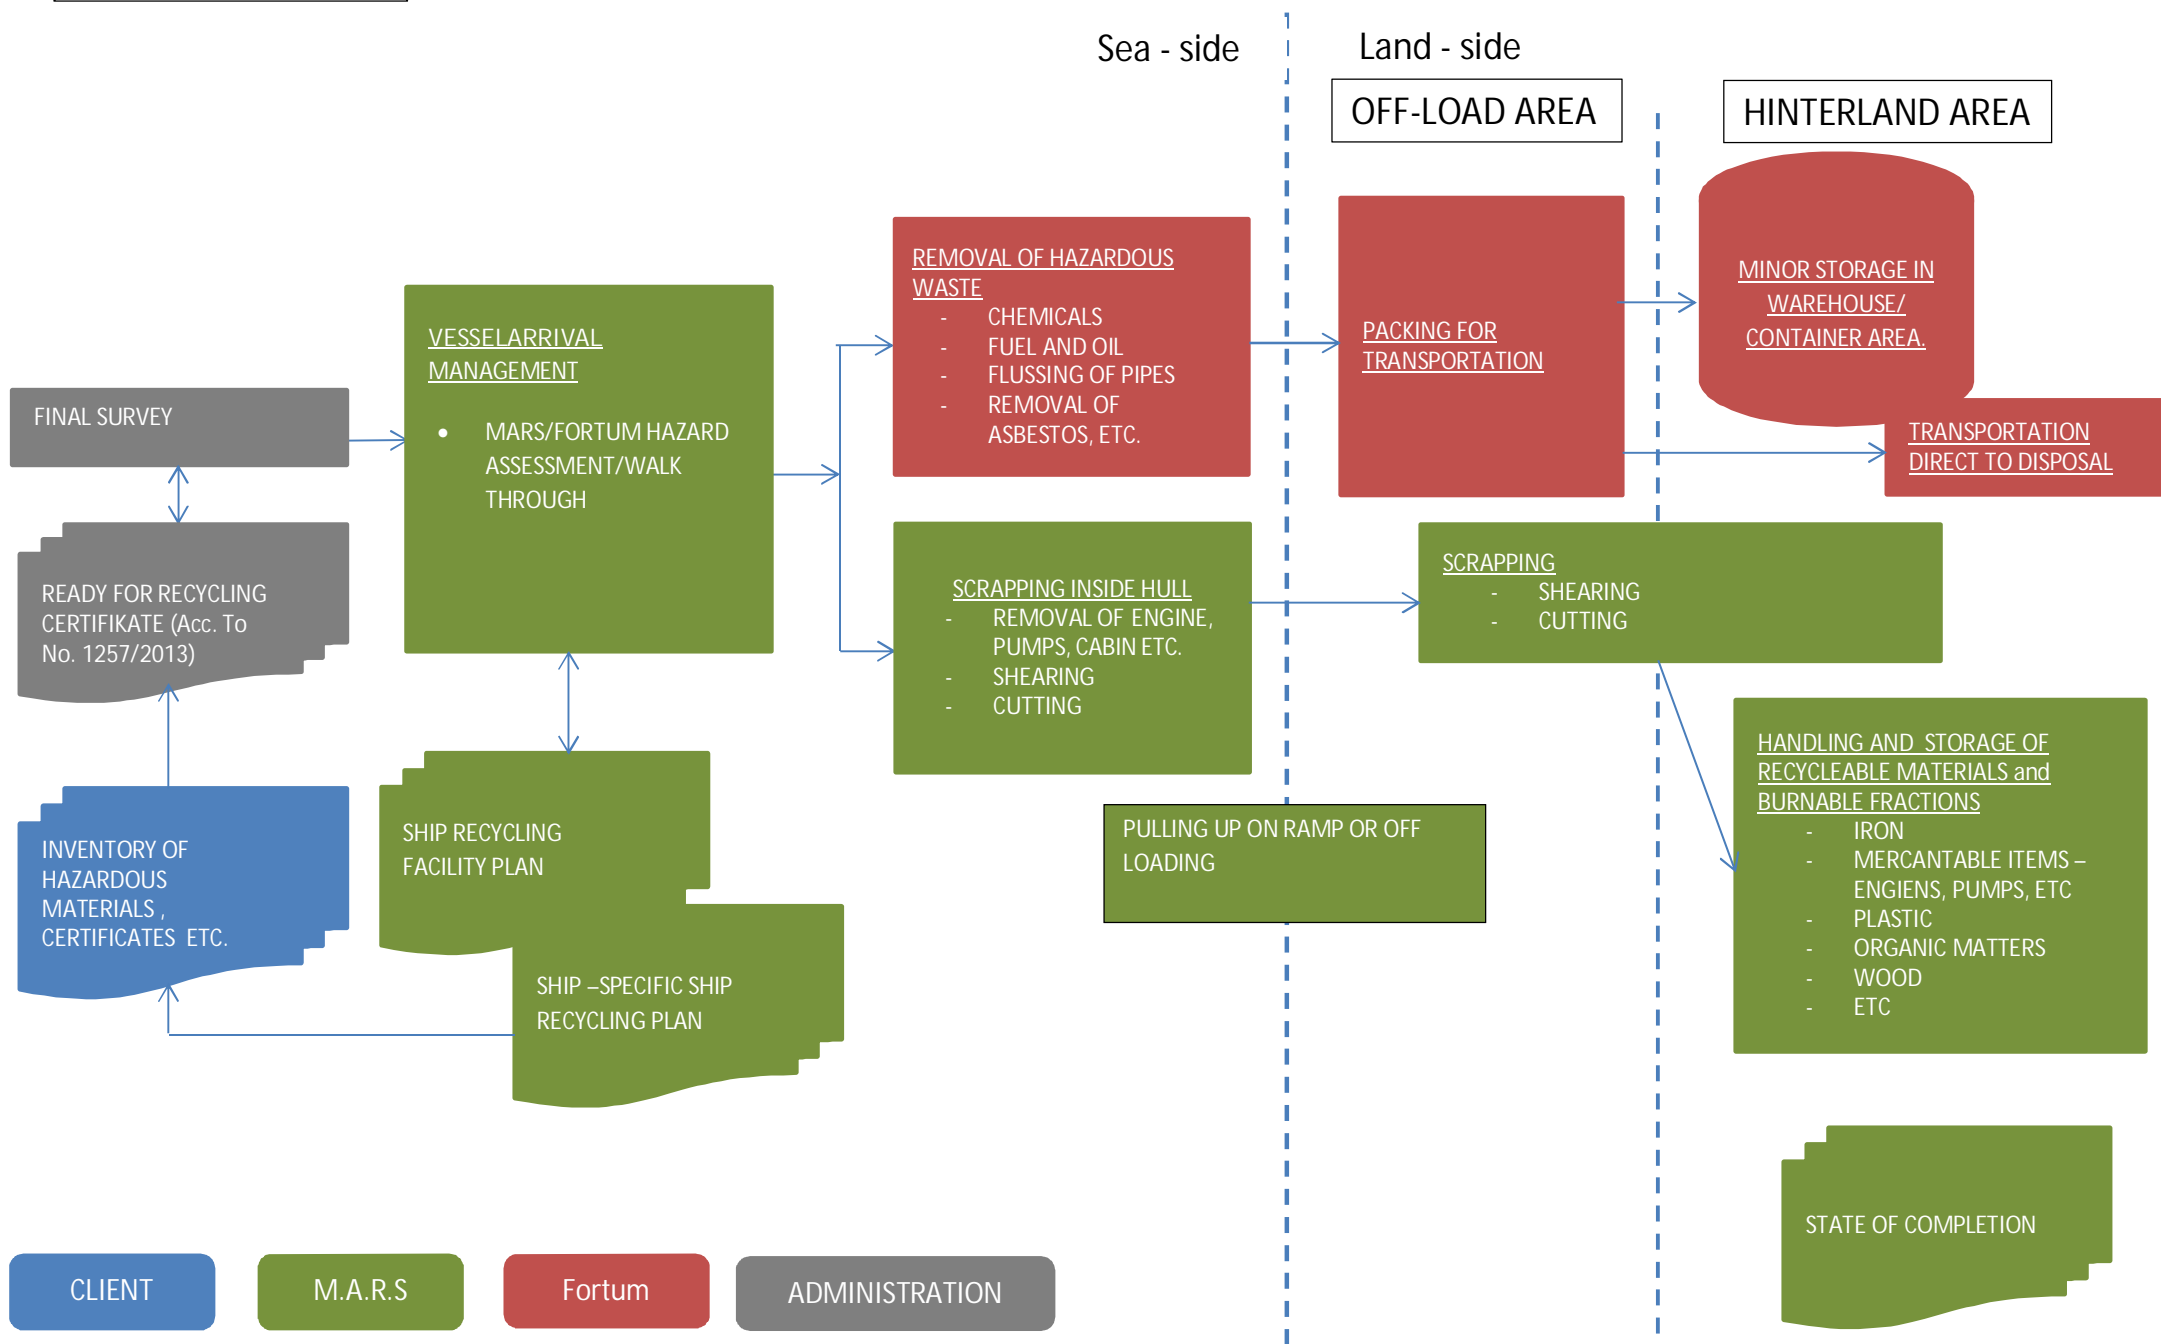 Sea - side
Land - side
OFF-LOAD AREA
HINTERLAND AREA
FINAL SURVEY
READY FOR RECYCLING
CERTIFIKATE (Acc. To
No. 1257/2013)
INVENTORY OF
HAZARDOUS
MATERIALS ,
CERTIFICATES ETC.
VESSELARRIVAL
MANAGEMENT
• MARS/FORTUM HAZARD
ASSESSMENT/WALK
THROUGH
SHIP RECYCLING
FACILITY PLAN
SHIP –SPECIFIC SHIP
RECYCLING PLAN
REMOVAL OF HAZARDOUS
WASTE
- CHEMICALS
- FUEL AND OIL
- FLUSSING OF PIPES
- REMOVAL OF
ASBESTOS, ETC.
SCRAPPING INSIDE HULL
- REMOVAL OF ENGINE,
PUMPS, CABIN ETC.
- SHEARING
- CUTTING
PULLING UP ON RAMP OR OFF
LOADING
PACKING FOR
TRANSPORTATION
MINOR STORAGE IN
WAREHOUSE/
CONTAINER AREA.
TRANSPORTATION
DIRECT TO DISPOSAL
SCRAPPING
- SHEARING
- CUTTING
HANDLING AND STORAGE OF
RECYCLEABLE MATERIALS and
BURNABLE FRACTIONS
- IRON
- MERCANTABLE ITEMS –
ENGIENS, PUMPS, ETC
- PLASTIC
- ORGANIC MATTERS
- WOOD
- ETC
STATE OF COMPLETION
CLIENT
M.A.R.S
Fortum
ADMINISTRATION